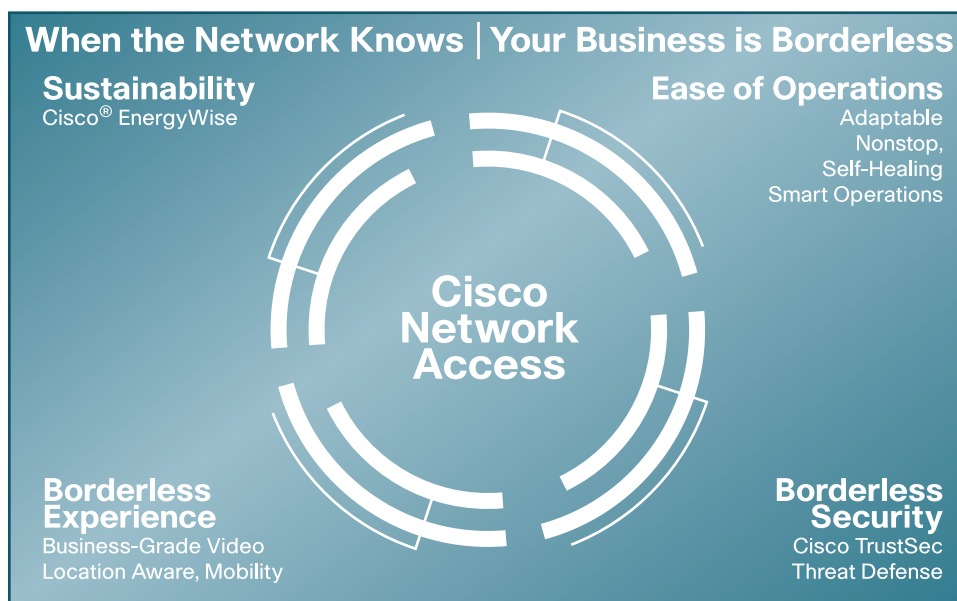 When the Network Knows | Your Business is Borderless
Sustainability
Cisco® EnergyWise
Ease of Operations
Adaptable
Nonstop,
Self-Healing
Smart Operations
Cisco
Network
Access
Borderless
Experience
Business-Grade Video
Location Aware, Mobility
Borderless
Security
Cisco TrustSec
Threat Defense